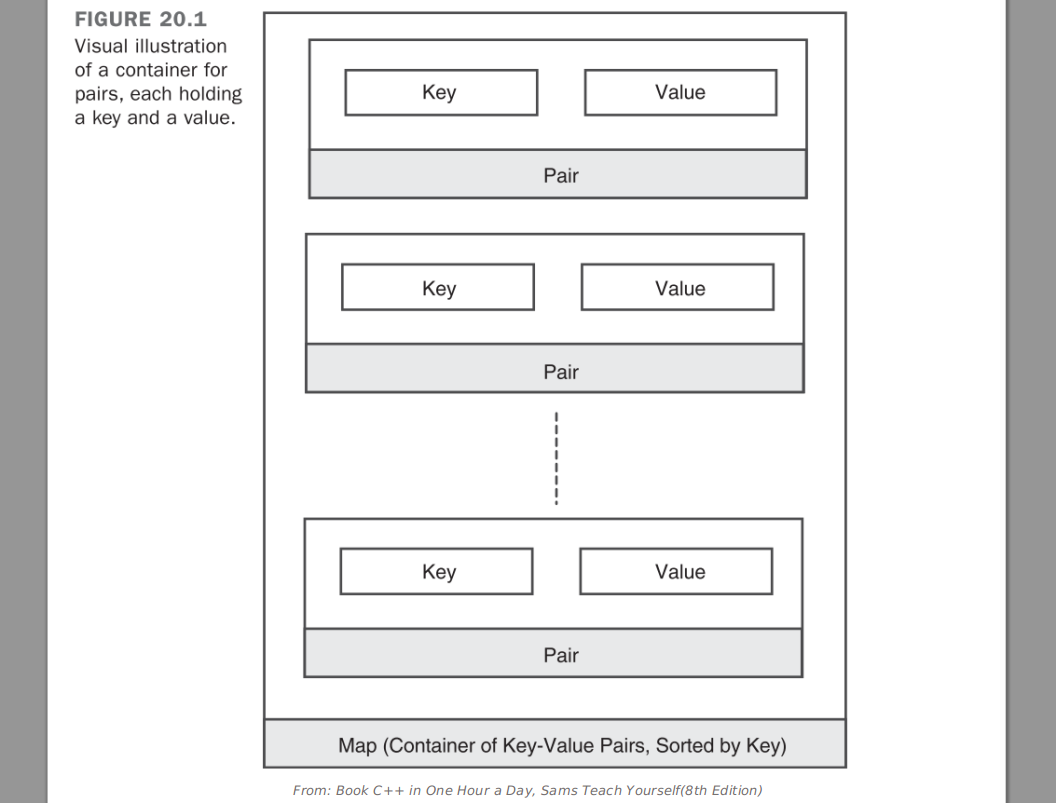 FIGURE 20.1
Visual illustration
of a container for
pairs, each holding
a key and a value.
Key Value
Pair
Key Value
Pair
Key Value
Pair
Map (Container of Key-Value Pairs, Sorted by Key)
From: Book C++ in One Hour a Day, Sams Teach Yourself(8th Edition)